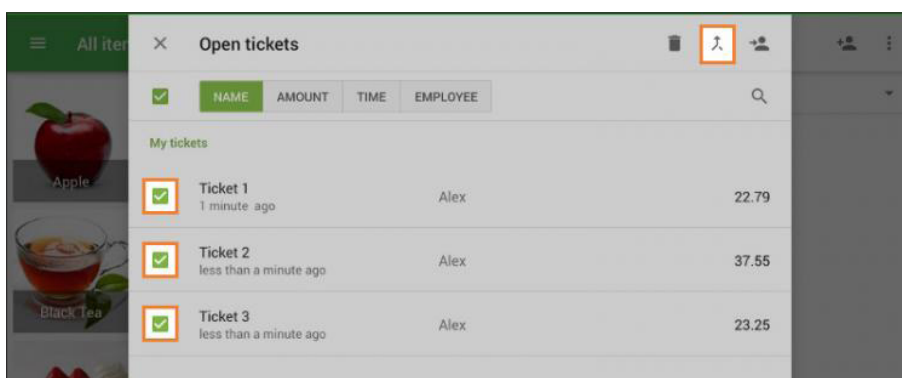 All iter
Open tickets
NAME AMOUNT TIME EMPLOYEE
My tickets
Apple
Ticket 1
1 minute ago
Alex
22.79
Ticket 2
less than a minute ago
Alex
37.55
Black Tea
Ticket 3
less than a minute ago
Alex
23.25